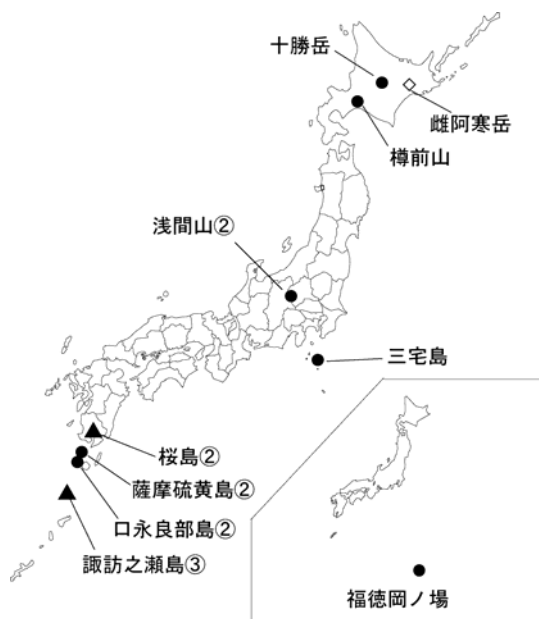 十勝岳
雌阿寒岳
樽前山
浅間山②
三宅島
桜島②
薩摩硫黄島②
口永良部島②
諏訪之瀬島③
福徳岡ノ場